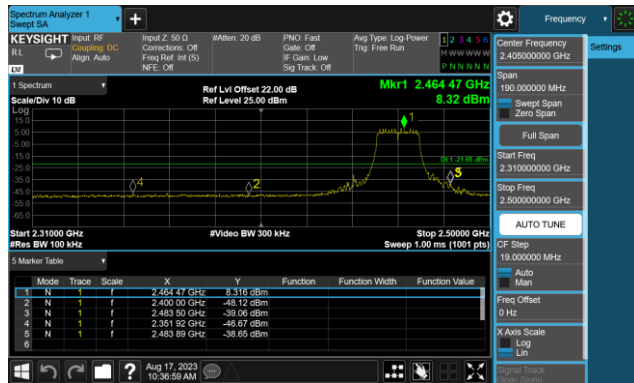 Spectrum Analyzer 1
Swept SA
Frequency
KEYSIGHT Input: RF Input Z: 50 Ω #Atten: 20 dB PNO: Fast Avg Type: Log-Power 1 2 3 4 5 6
RL Coupling: DC Corrections: Off Gate: Off Trig: Free Run M W W W W W
Align: Auto Freq Ref: Int (S) IF Gain: Low P N N N N N
LXI NFE: Off Sig Track: Off
1 Spectrum Ref Lvl Offset 22.00 dB Mkr1 2.464 47 GHz
Scale/Div 10 dB Ref Level 25.00 dBm 8.32 dBm
Log
15.0
5.00
-5.00
-15.0
DL1 -21.68 dBm
-25.0
-35.0
-45.0
-55.0
-65.0
1
4
2
Start 2.31000 GHz #Video BW 300 kHz Stop 2.50000 GHz
#Res BW 100 kHz Sweep 1.00 ms (1001 pts)
5 Marker Table
Mode Trace Scale X Y Function Function Width Function Value
1 N 1 f 2.464 47 GHz 8.316 dBm
2 N 1 f 2.400 00 GHz -48.12 dBm
3 N 1 f 2.483 50 GHz -39.06 dBm
4 N 1 f 2.351 92 GHz -46.67 dBm
5 N 1 f 2.483 89 GHz -38.65 dBm
6
Aug 17, 2023
10:36:59 AM
?
Center Frequency
2.405000000 GHz
Settings
Span
190.000000 MHz
Swept Span
Zero Span
Full Span
Start Freq
2.310000000 GHz
Stop Freq
2.500000000 GHz
AUTO TUNE
CF Step
19.000000 MHz
Auto
Man
Freq Offset
0 Hz
X Axis Scale
Log
Lin
Signal Track
(Span Zoom)